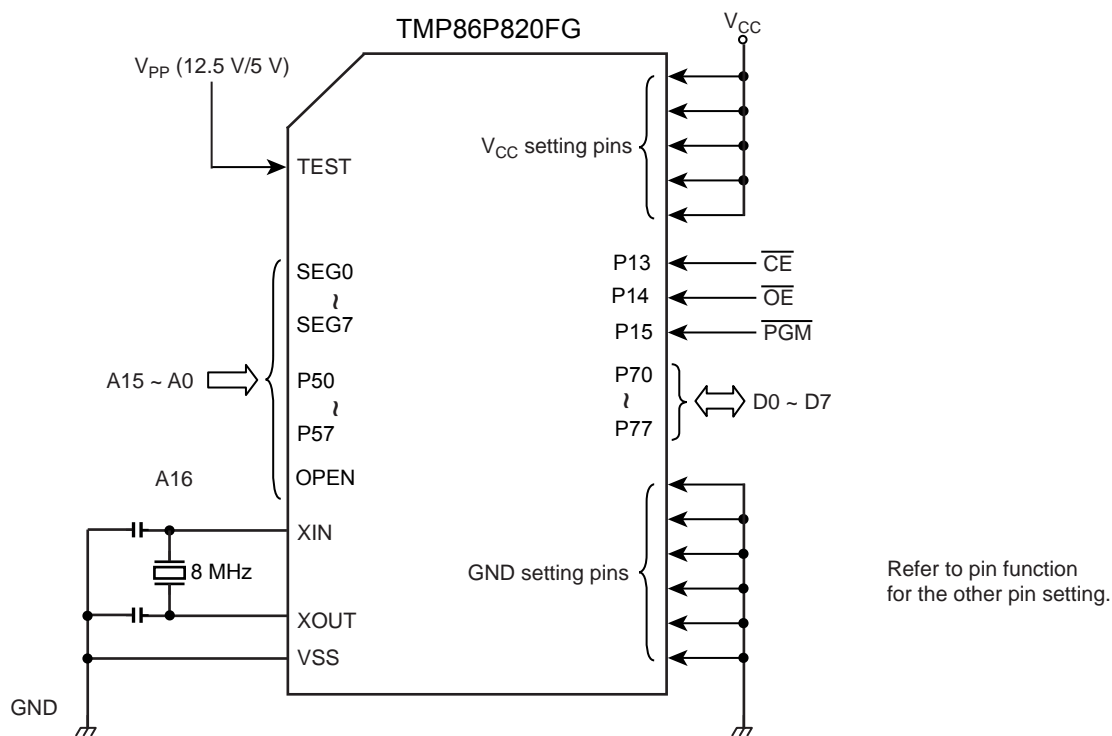 TMP86P820FG
VCC
VPP (12.5 V/5 V)
VCC setting pins
TEST
SEG0
~
SEG7
A15 ~ A0
P50
~
P57
A16
OPEN
XIN
8 MHz
XOUT
VSS
GND
P13
CE
P14
OE
P15
PGM
P70
~
P77
D0 ~ D7
GND setting pins
Refer to pin function
for the other pin setting.